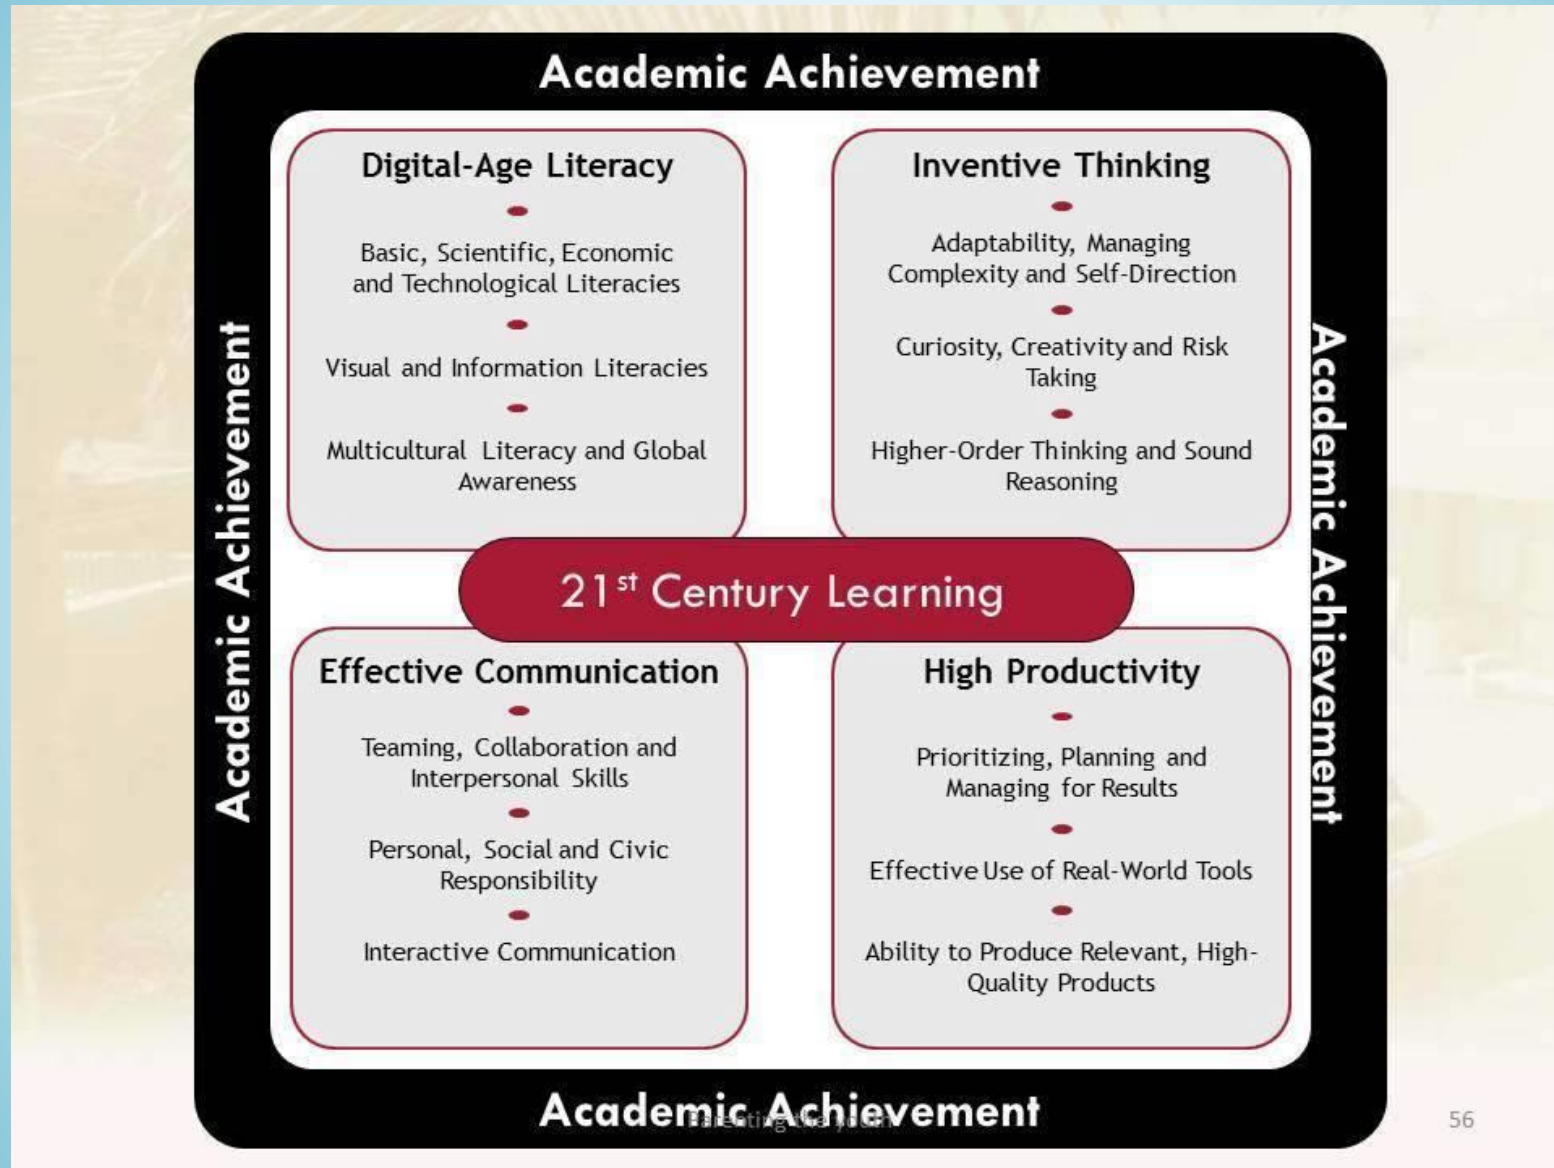 Academic Achievement
Digital-Age Literacy
Basic, Scientific, Economic
and Technological Literacies
Visual and Information Literacies
Multicultural Literacy and Global
Awareness
Inventive Thinking
Adaptability, Managing
Complexity and Self-Direction
Curiosity, Creativity and Risk
Taking
Higher-Order Thinking and Sound
Reasoning
Academic Achievement
Academic Achievement
21st Century Learning
Effective Communication
Teaming, Collaboration and
Interpersonal Skills
Personal, Social and Civic
Responsibility
Interactive Communication
High Productivity
Prioritizing, Planning and
Managing for Results
Effective Use of Real-World Tools
Ability to Produce Relevant, High-
Quality Products
Academic Achievement
Parenting the youth
56